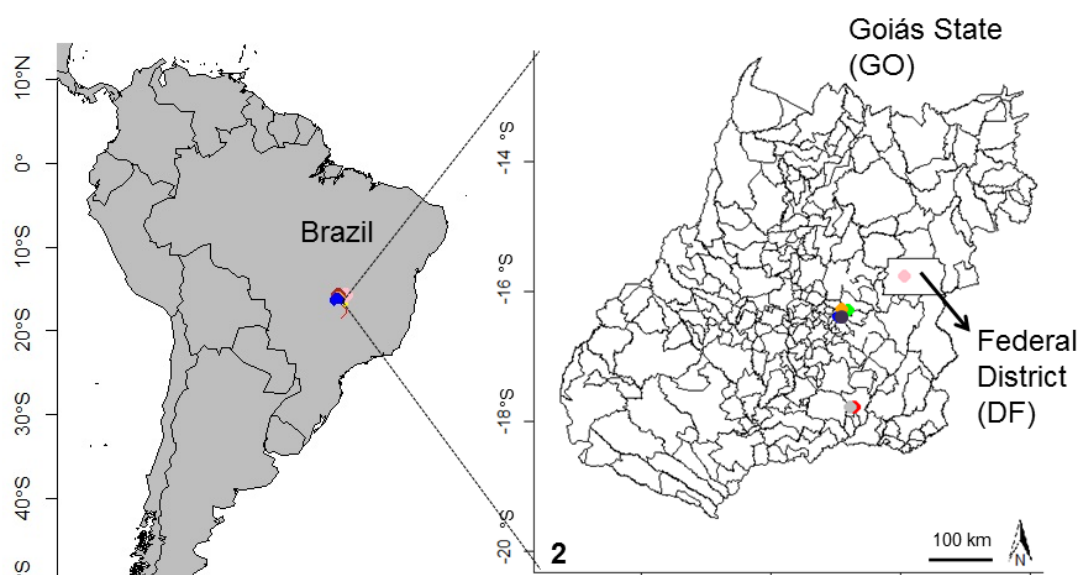 Goiás State
(GO)
10°N
0°
10°S
20°S
30°S
40°S
°S
Brazil
-14 °S
-16 °S
-18°S
-20 °S
Federal
District
(DF)
2
100 km
N